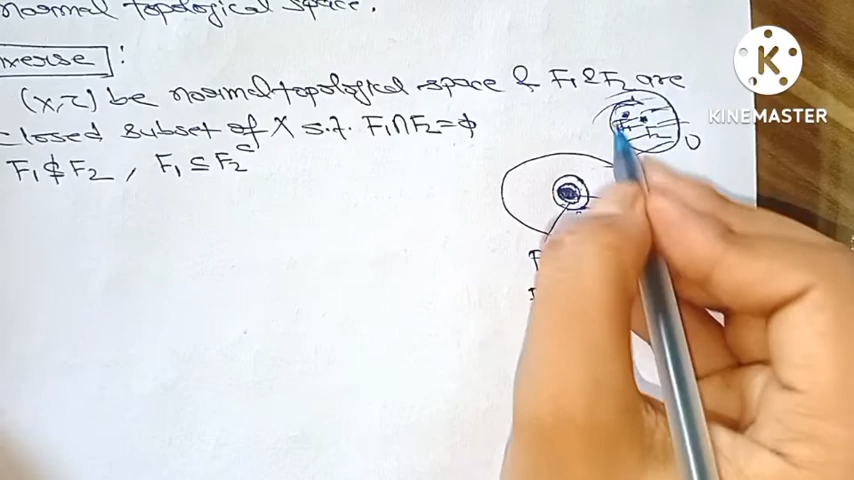 normal topological space.
nverse :
(X,τ) be normal topological space & F₁ & F₂ are
closed subset of X s.t. F₁∩F₂=ϕ
F₁⊄F₂, F₁⊆F₂ᶜ
U
K
KINEMASTER